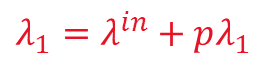 λ₁ = λⁱⁿ + pλ₁